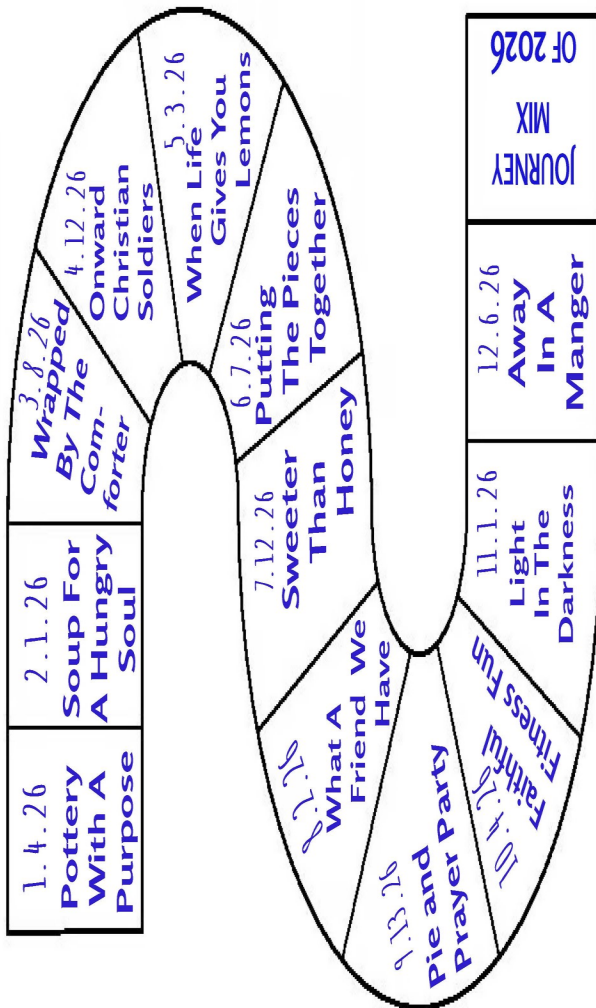 JOURNEY
MIX
OF 2026
1.4.26
Pottery
With A
Purpose
2.1.26
Soup For
A Hungry
Soul
3.8.26
Wrapped
By The
Com-
forter
4.12.26
Onward
Christian
Soldiers
5.3.26
When Life
Gives You
Lemons
6.7.26
Putting
The Pieces
Together
7.12.26
Sweeter
Than
Honey
8.2.26
What A
Friend We
Have
9.13.26
Pie and
Prayer Party
10.4.26
Faithful
Fitness Fun
11.1.26
Light
In The
Darkness
12.6.26
Away
In A
Manger